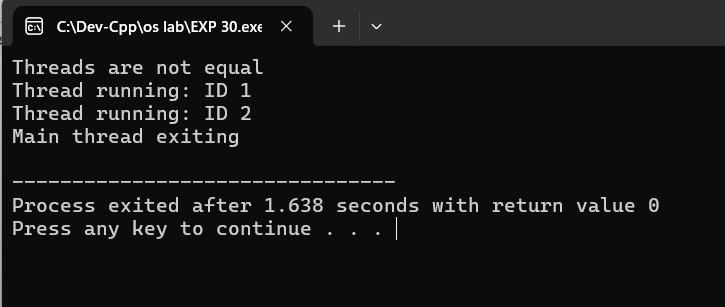 C:\Dev-Cpp\os lab\EXP 30.exe
Threads are not equal
Thread running: ID 1
Thread running: ID 2
Main thread exiting
--------------------------------
Process exited after 1.638 seconds with return value 0
Press any key to continue . . .